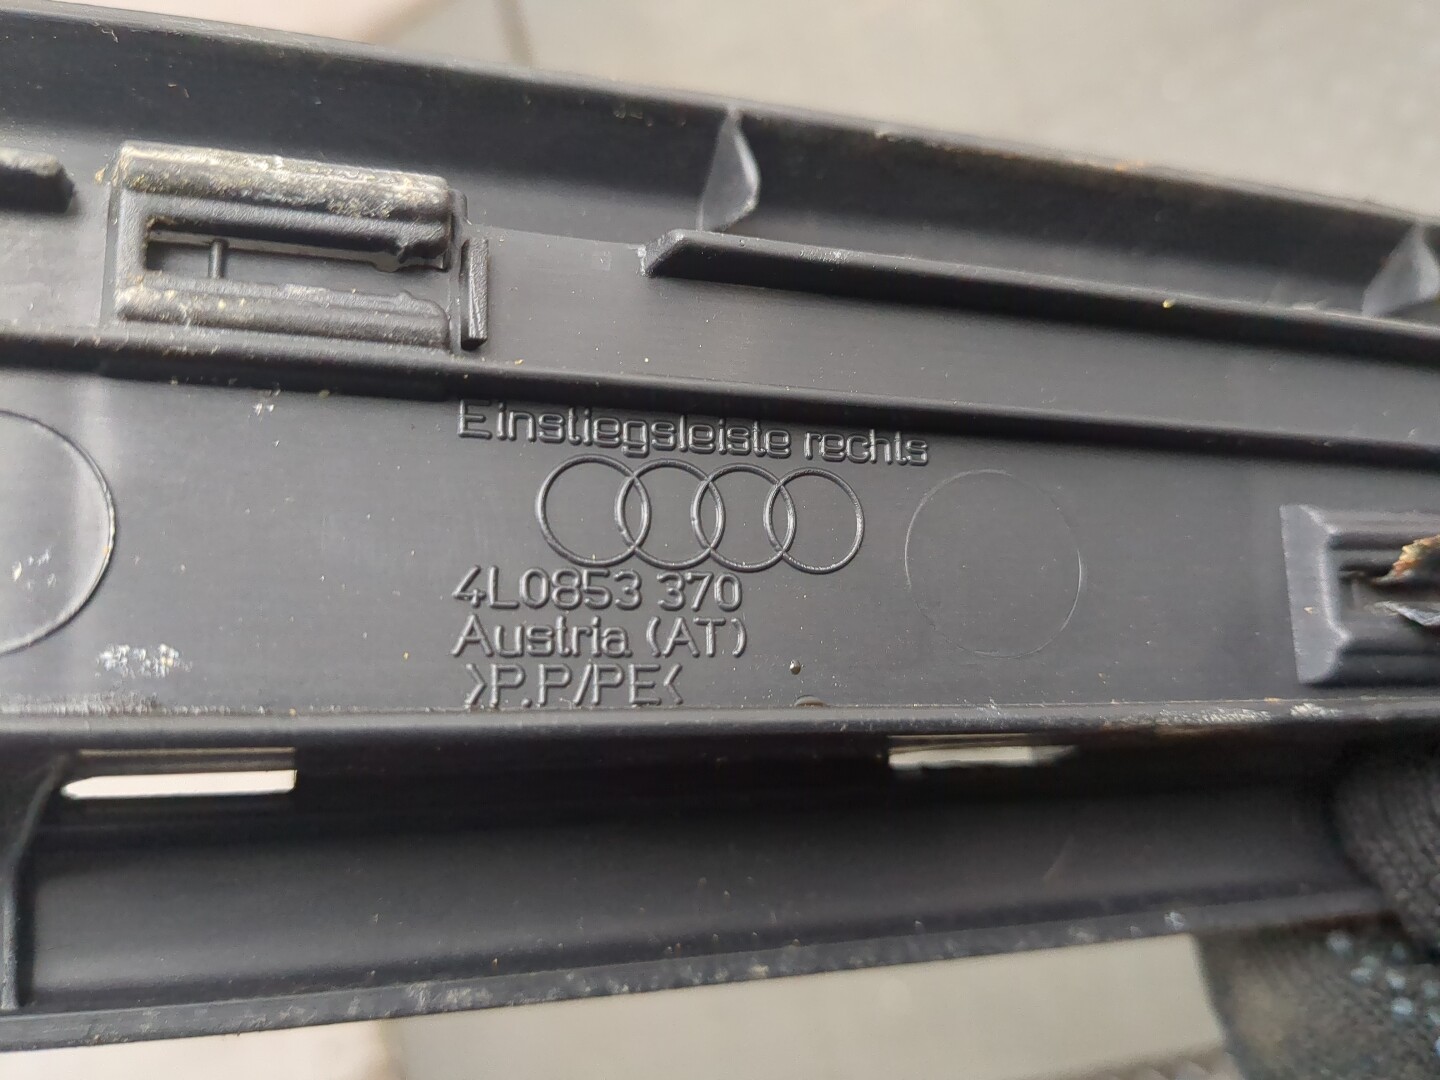 Einstiegsleiste rechts
4L0853 370
Austria (AT)
>P.P/PE<